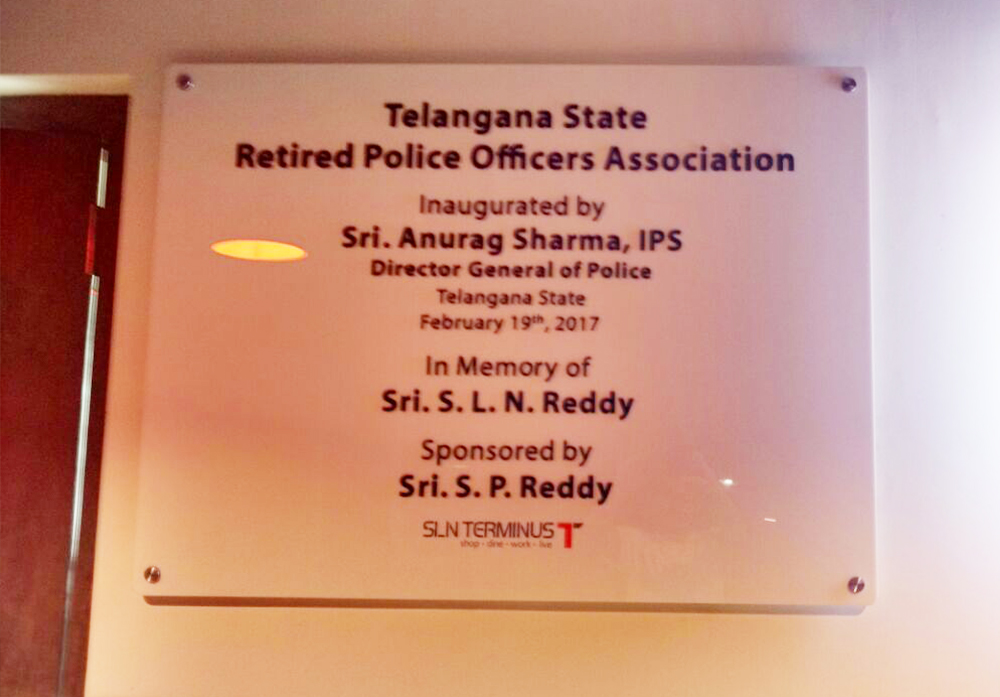 Telangana State
Retired Police Officers Association
Inaugurated by
Sri. Anurag Sharma, IPS
Director General of Police
Telangana State
February 19th, 2017
In Memory of
Sri. S. L. N. Reddy
Sponsored by
Sri. S. P. Reddy
SLN TERMINUS T
shop - dine - work - live